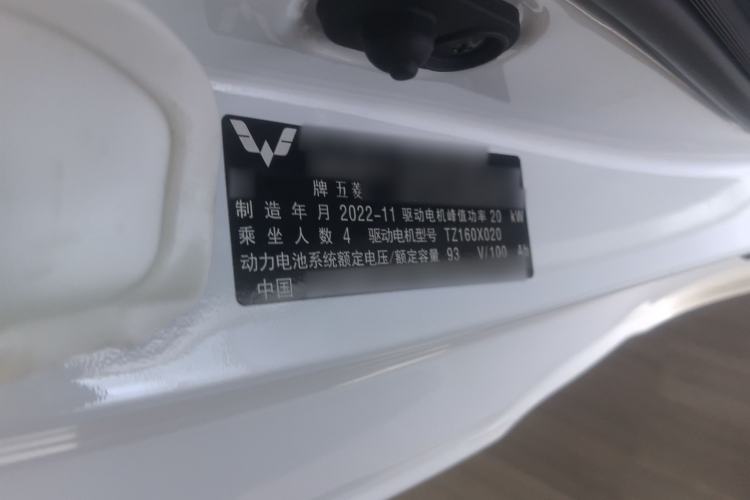 牌 五菱
制造年月 2022-11 驱动电机峰值功率 20 kW
乘坐人数 4 驱动电机型号 TZ160X020
动力电池系统额定电压/额定容量 93 V/100 Ah
中国